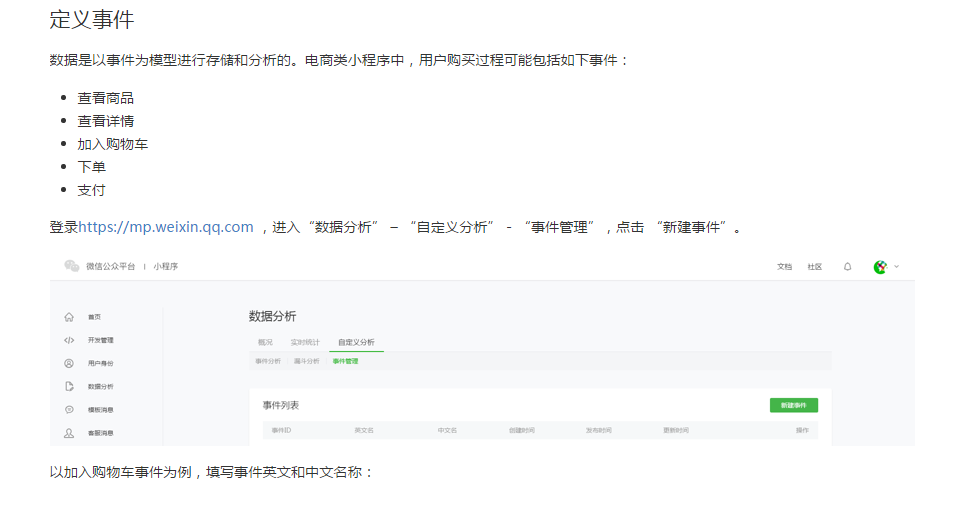 定义事件
数据是以事件为模型进行存储和分析的。电商类小程序中，用户购买过程可能包括如下事件：
查看商品
查看详情
加入购物车
下单
支付
登录https://mp.weixin.qq.com ，进入“数据分析” – “自定义分析” - “事件管理”，点击 “新建事件”。
微信公众平台 | 小程序 文档 社区
首页
开发管理
用户身份
数据分析
模板消息
客服消息
数据分析
概况 实时统计 自定义分析
事件分析 漏斗分析 事件管理
事件列表 新建事件
事件ID 英文名 中文名 创建时间 发布时间 更新时间 操作
以加入购物车事件为例，填写事件英文和中文名称：